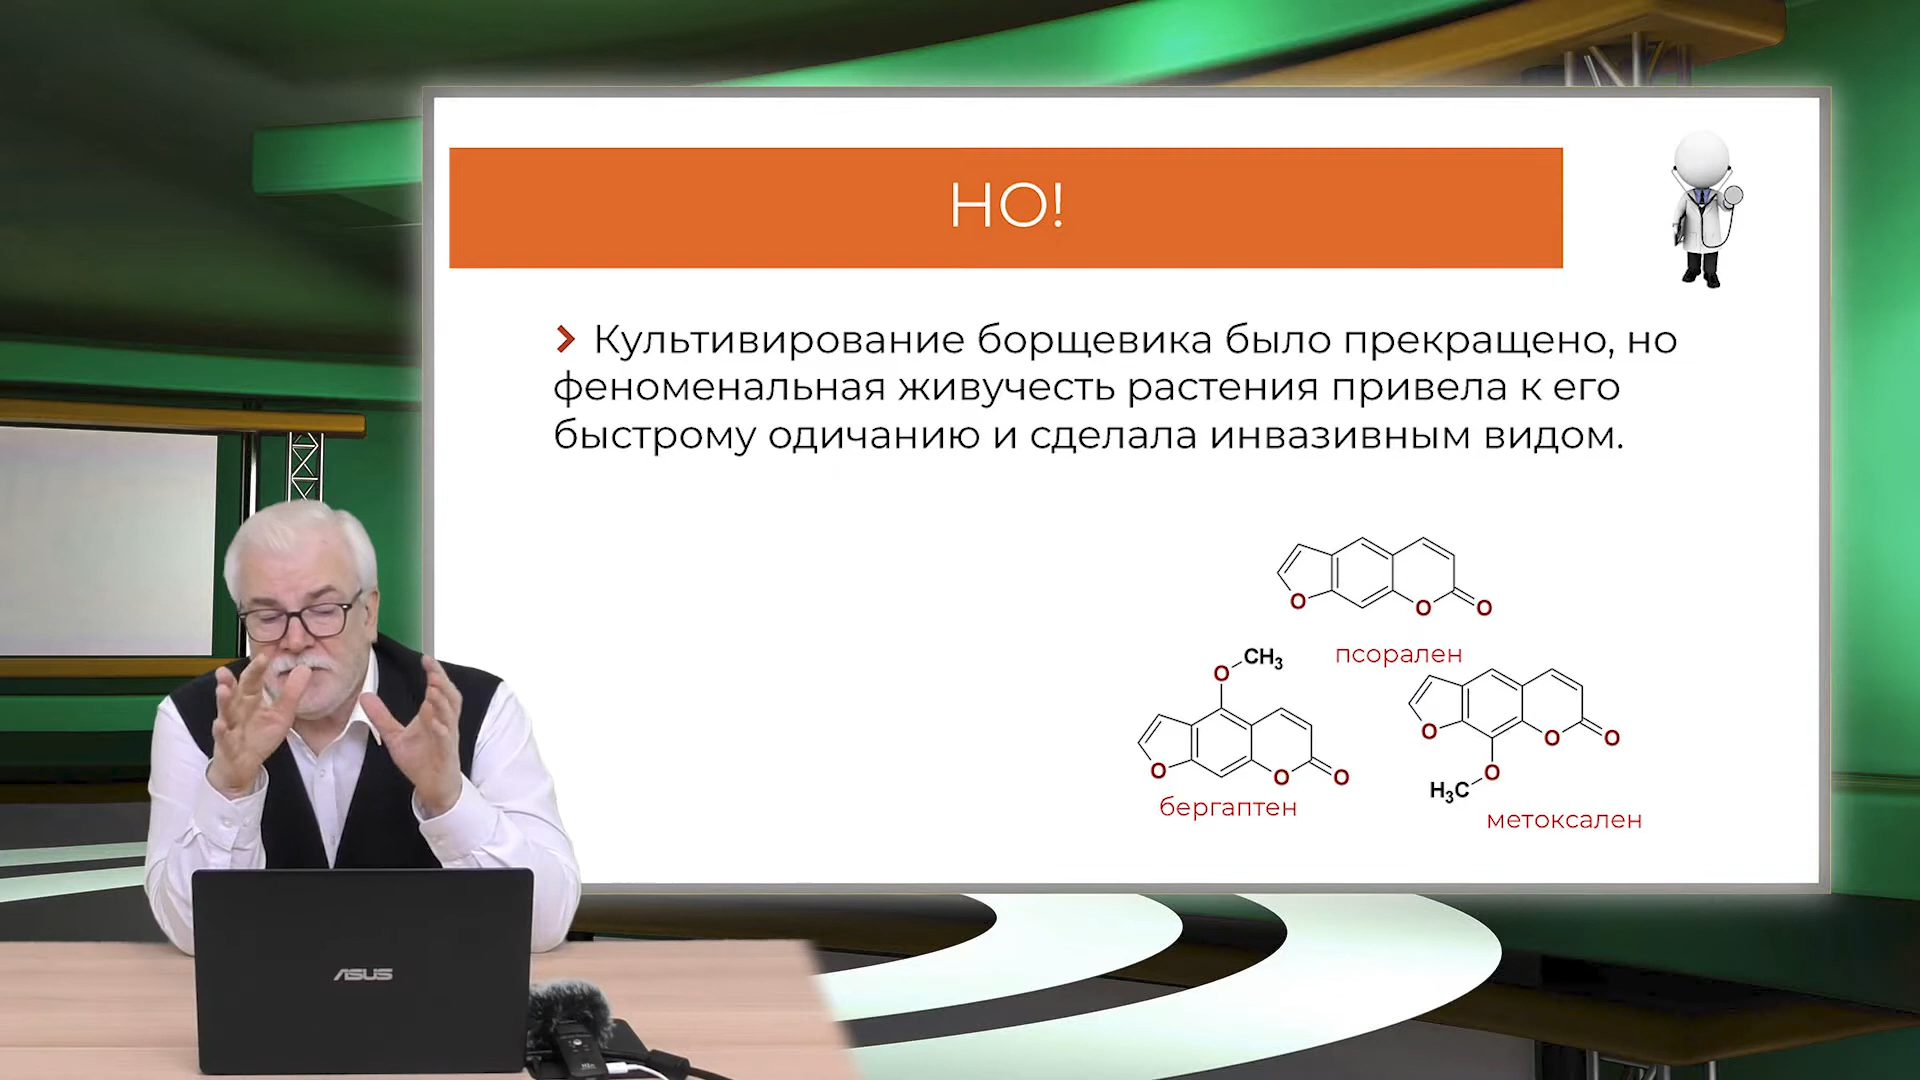 НО!
Культивирование борщевика было прекращено, но
феноменальная живучесть растения привела к его
быстрому одичанию и сделала инвазивным видом.
O
O
O
псорален
CH3
O
O
O
O
бергаптен
O
O
O
O
H3C
метоксален
ASUS